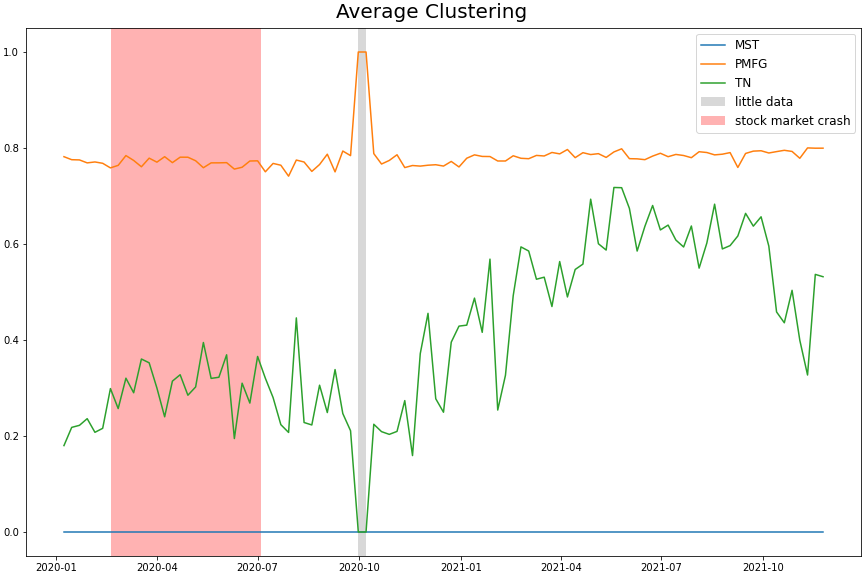 Average Clustering
MST
PMFG
TN
little data
stock market crash
1.0
0.8
0.6
0.4
0.2
0.0
2020-01 2020-04 2020-07 2020-10 2021-01 2021-04 2021-07 2021-10